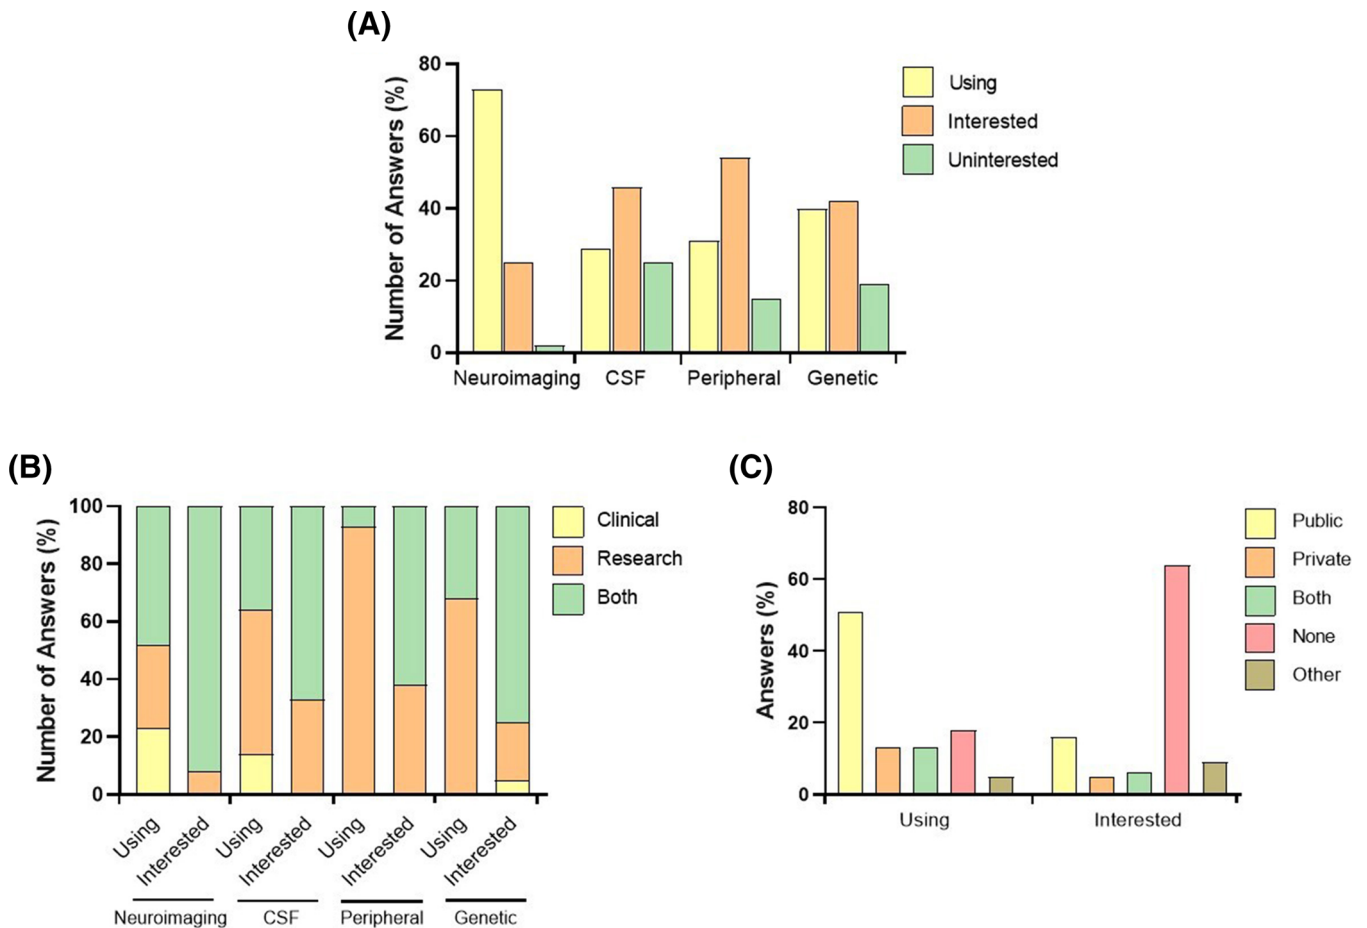 (A)
Number of Answers (%)
80
60
40
20
0
Neuroimaging
CSF
Peripheral
Genetic
Using
Interested
Uninterested
(B)
Number of Answers (%)
100
80
60
40
20
0
Using
Interested
Using
Interested
Using
Interested
Using
Interested
Neuroimaging
CSF
Peripheral
Genetic
Clinical
Research
Both
(C)
Answers (%)
80
60
40
20
0
Using
Interested
Public
Private
Both
None
Other